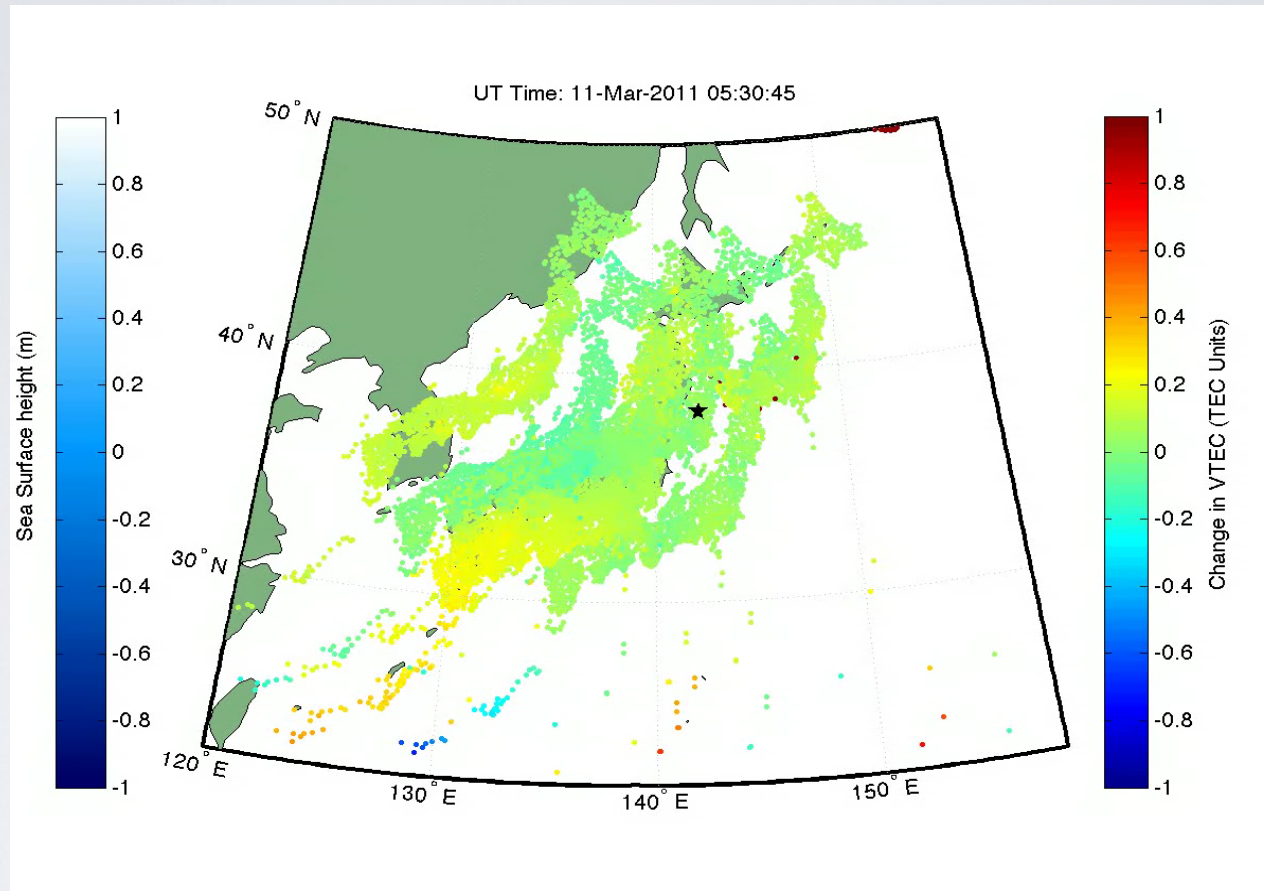 UT Time: 11-Mar-2011 05:30:45
50° N
40° N
30° N
120° E
130° E
140° E
150° E
Sea Surface height (m)
1
0.8
0.6
0.4
0.2
0
-0.2
-0.4
-0.6
-0.8
-1
Change in VTEC (TEC Units)
1
0.8
0.6
0.4
0.2
0
-0.2
-0.4
-0.6
-0.8
-1